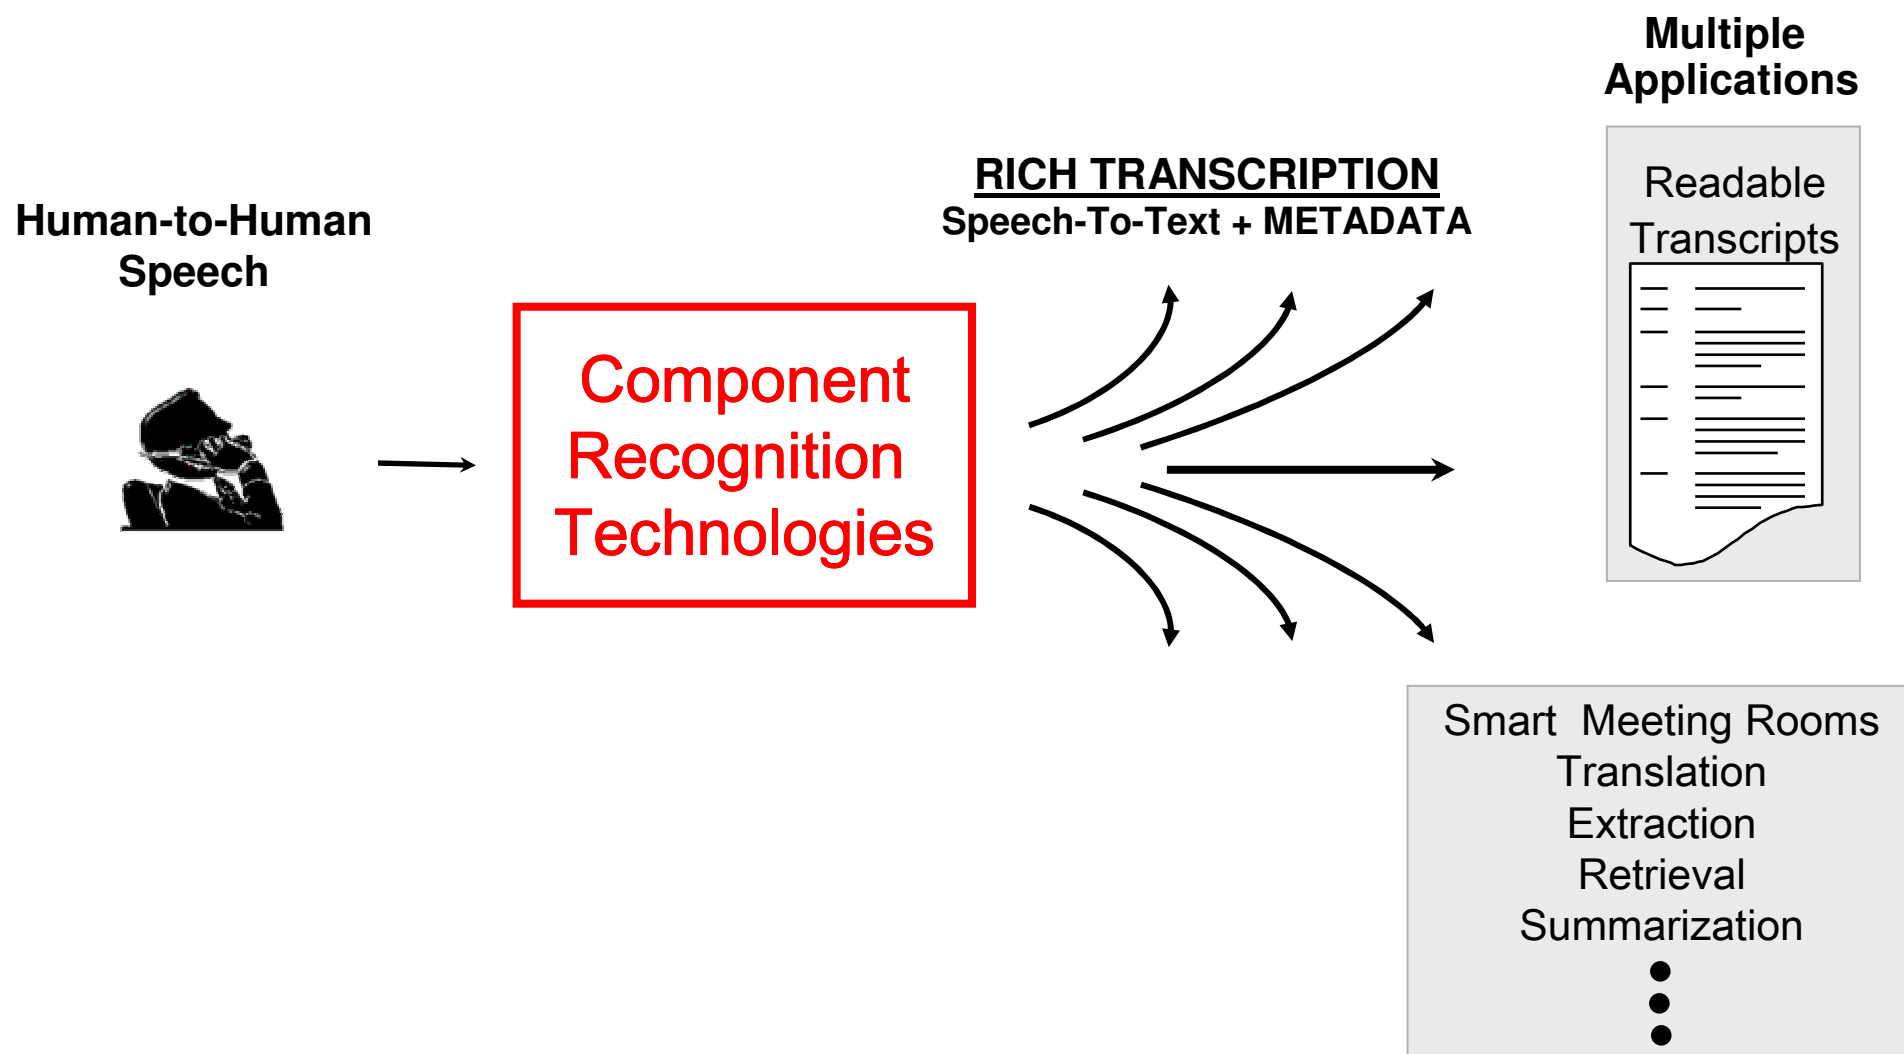 Human-to-Human
Speech
Component
Recognition
Technologies
RICH TRANSCRIPTION
Speech-To-Text + METADATA
Multiple
Applications
Readable
Transcripts
Smart Meeting Rooms
Translation
Extraction
Retrieval
Summarization